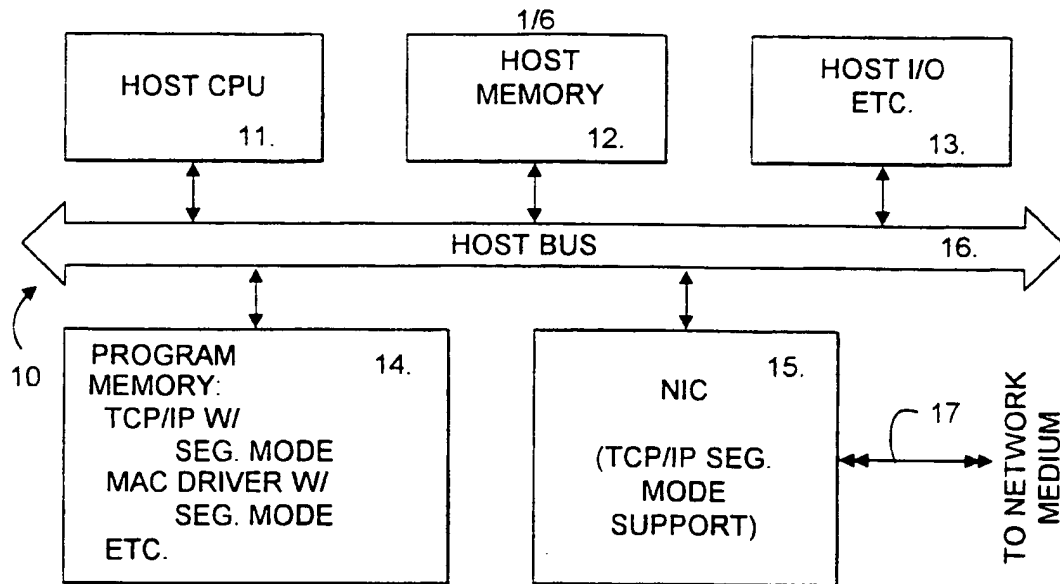 1/6
HOST CPU
11.
HOST
MEMORY
12.
HOST I/O
ETC.
13.
HOST BUS
16.
10
PROGRAM
MEMORY:
TCP/IP W/
SEG. MODE
MAC DRIVER W/
SEG. MODE
ETC.
14.
15.
NIC
(TCP/IP SEG.
MODE
SUPPORT)
17
TO NETWORK
MEDIUM